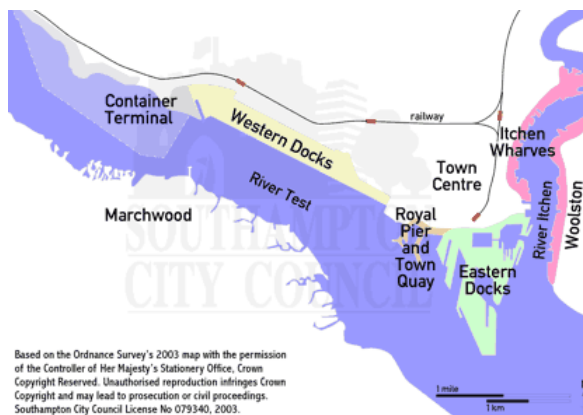 Container
Terminal
Western Docks
railway
Itchen
Wharves
River Test
Town
Centre
Marchwood
Royal
Pier
and
Town
Quay
River Itchen
Woolston
Eastern
Docks
SOUTHAMPTON
CITY COUNCIL
Based on the Ordnance Survey's 2003 map with the permission
of the Controller of Her Majesty's Stationery Office, Crown
Copyright Reserved. Unauthorised reproduction infringes Crown
Copyright and may lead to prosecution or civil proceedings.
Southampton City Council License No 079340, 2003.
1 mile
1 km